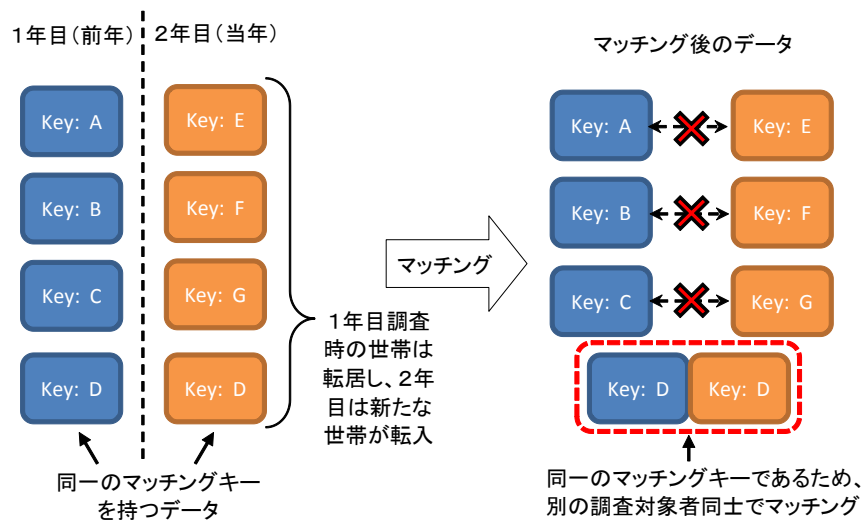 1年目(前年)
2年目(当年)
Key: A
Key: E
Key: B
Key: F
Key: C
Key: G
Key: D
Key: D
同一のマッチングキー
を持つデータ
1年目調査
時の世帯は
転居し、2年
目は新たな
世帯が転入
マッチング
マッチング後のデータ
Key: A
Key: E
Key: B
Key: F
Key: C
Key: G
Key: D
Key: D
同一のマッチングキーであるため、
別の調査対象者同士でマッチング